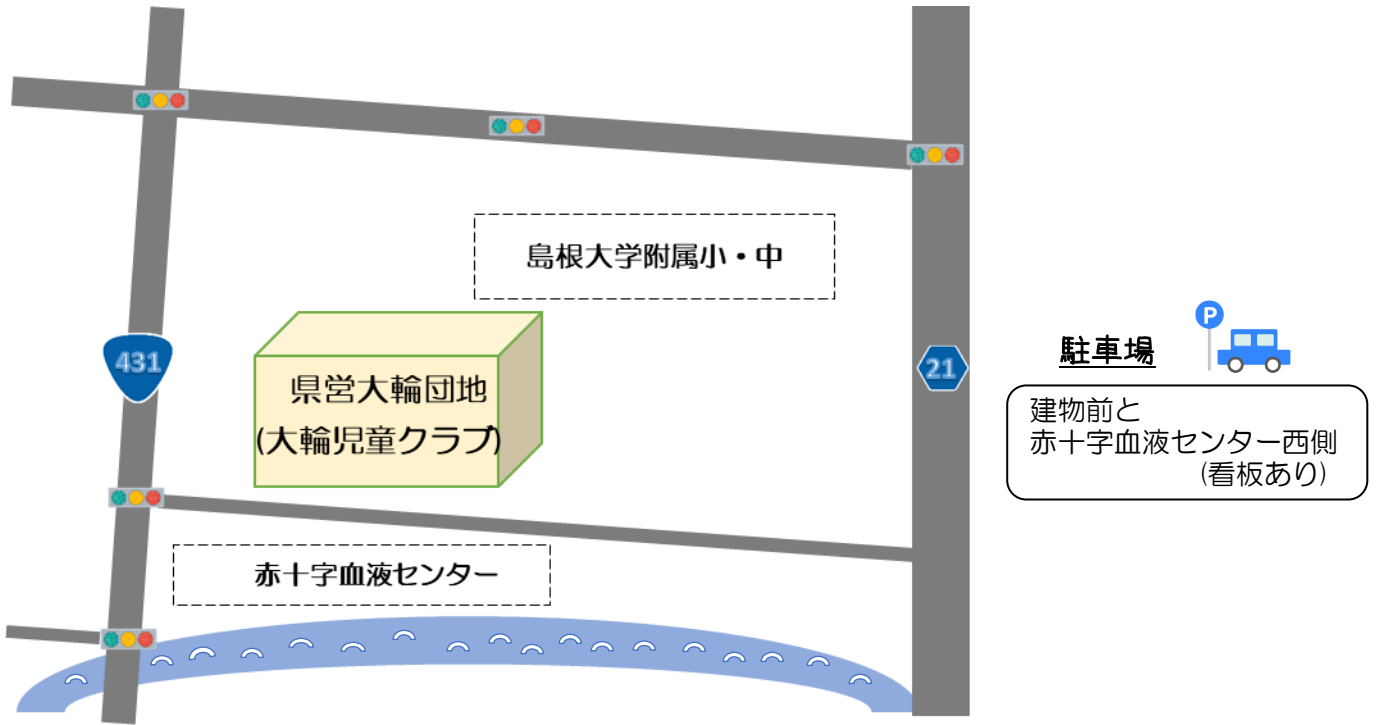 島根大学附属小・中
431
県営大輪団地
(大輪児童クラブ)
21
赤十字血液センター
P
駐車場
建物前と
赤十字血液センター西側
(看板あり)